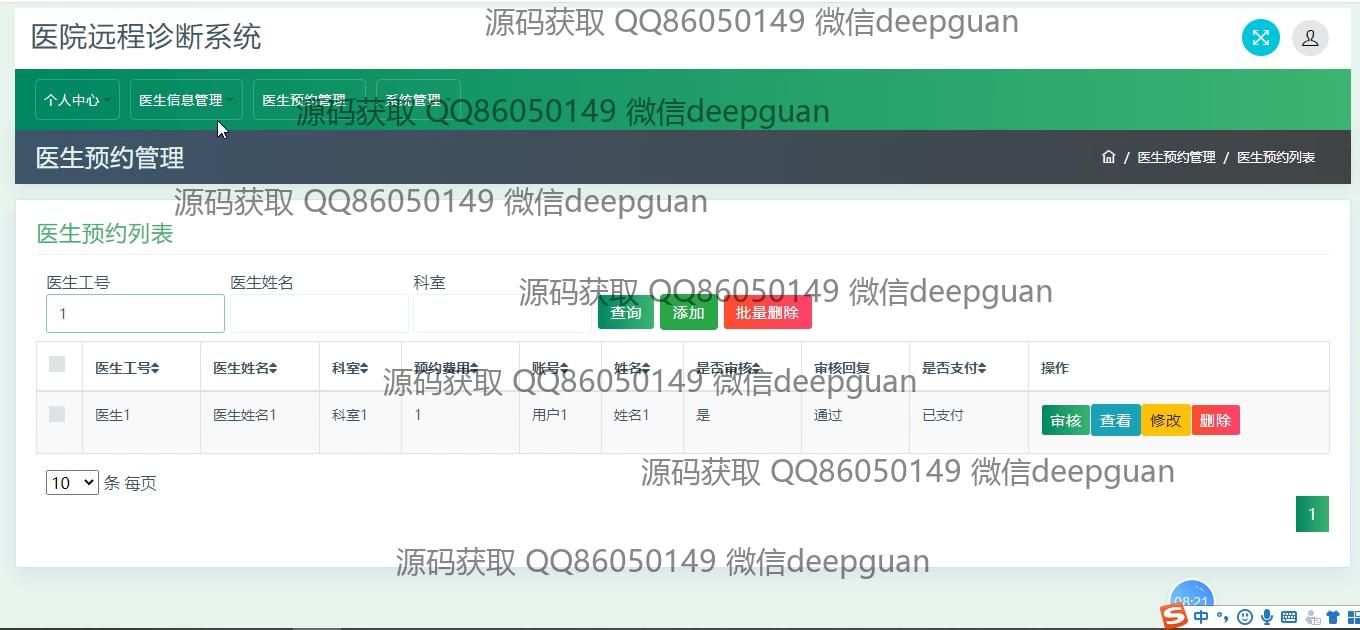 源码获取 QQ86050149 微信deepguan
医院远程诊断系统
个人中心 医生信息管理 医生预约管理 系统管理
源码获取 QQ86050149 微信deepguan
医生预约管理
/ 医生预约管理 / 医生预约列表
源码获取 QQ86050149 微信deepguan
医生预约列表
医生工号 医生姓名 科室
源码获取 QQ86050149 微信deepguan
1 查询 添加 批量删除
医生工号 医生姓名 科室 预约费用 账号 姓名 是否审核 审核回复 是否支付 操作
源码获取 QQ86050149 微信deepguan
医生1 医生姓名1 科室1 1 用户1 姓名1 是 通过 已支付 审核 查看 修改 删除
源码获取 QQ86050149 微信deepguan
10 条 每页
1
源码获取 QQ86050149 微信deepguan
08:21
S 中